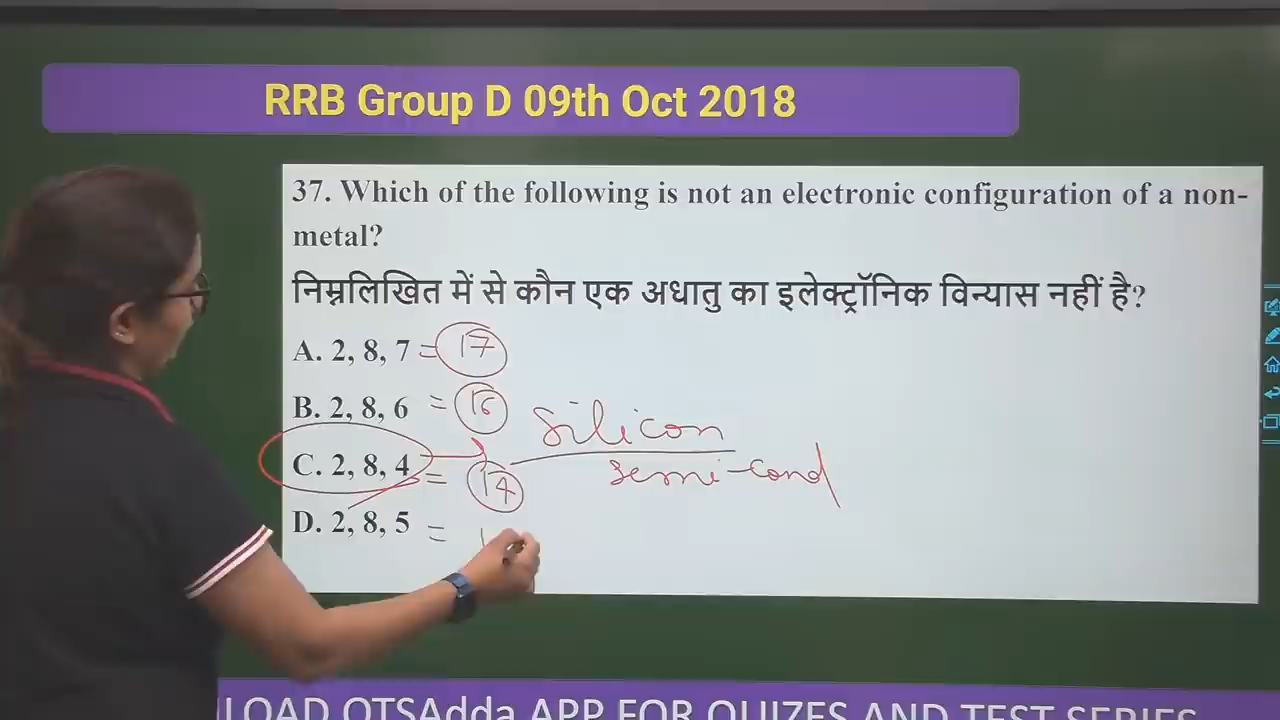 RRB Group D 09th Oct 2018
37. Which of the following is not an electronic configuration of a non-
metal?
निम्नलिखित में से कौन एक अधातु का इलेक्ट्रॉनिक विन्यास नहीं है?
A. 2, 8, 7 = 17
B. 2, 8, 6 = 16
Silicon
C. 2, 8, 4 = 14
semi-cond
D. 2, 8, 5 =
LOAD OTSAdda APP FOR QUIZES AND TEST SERIES